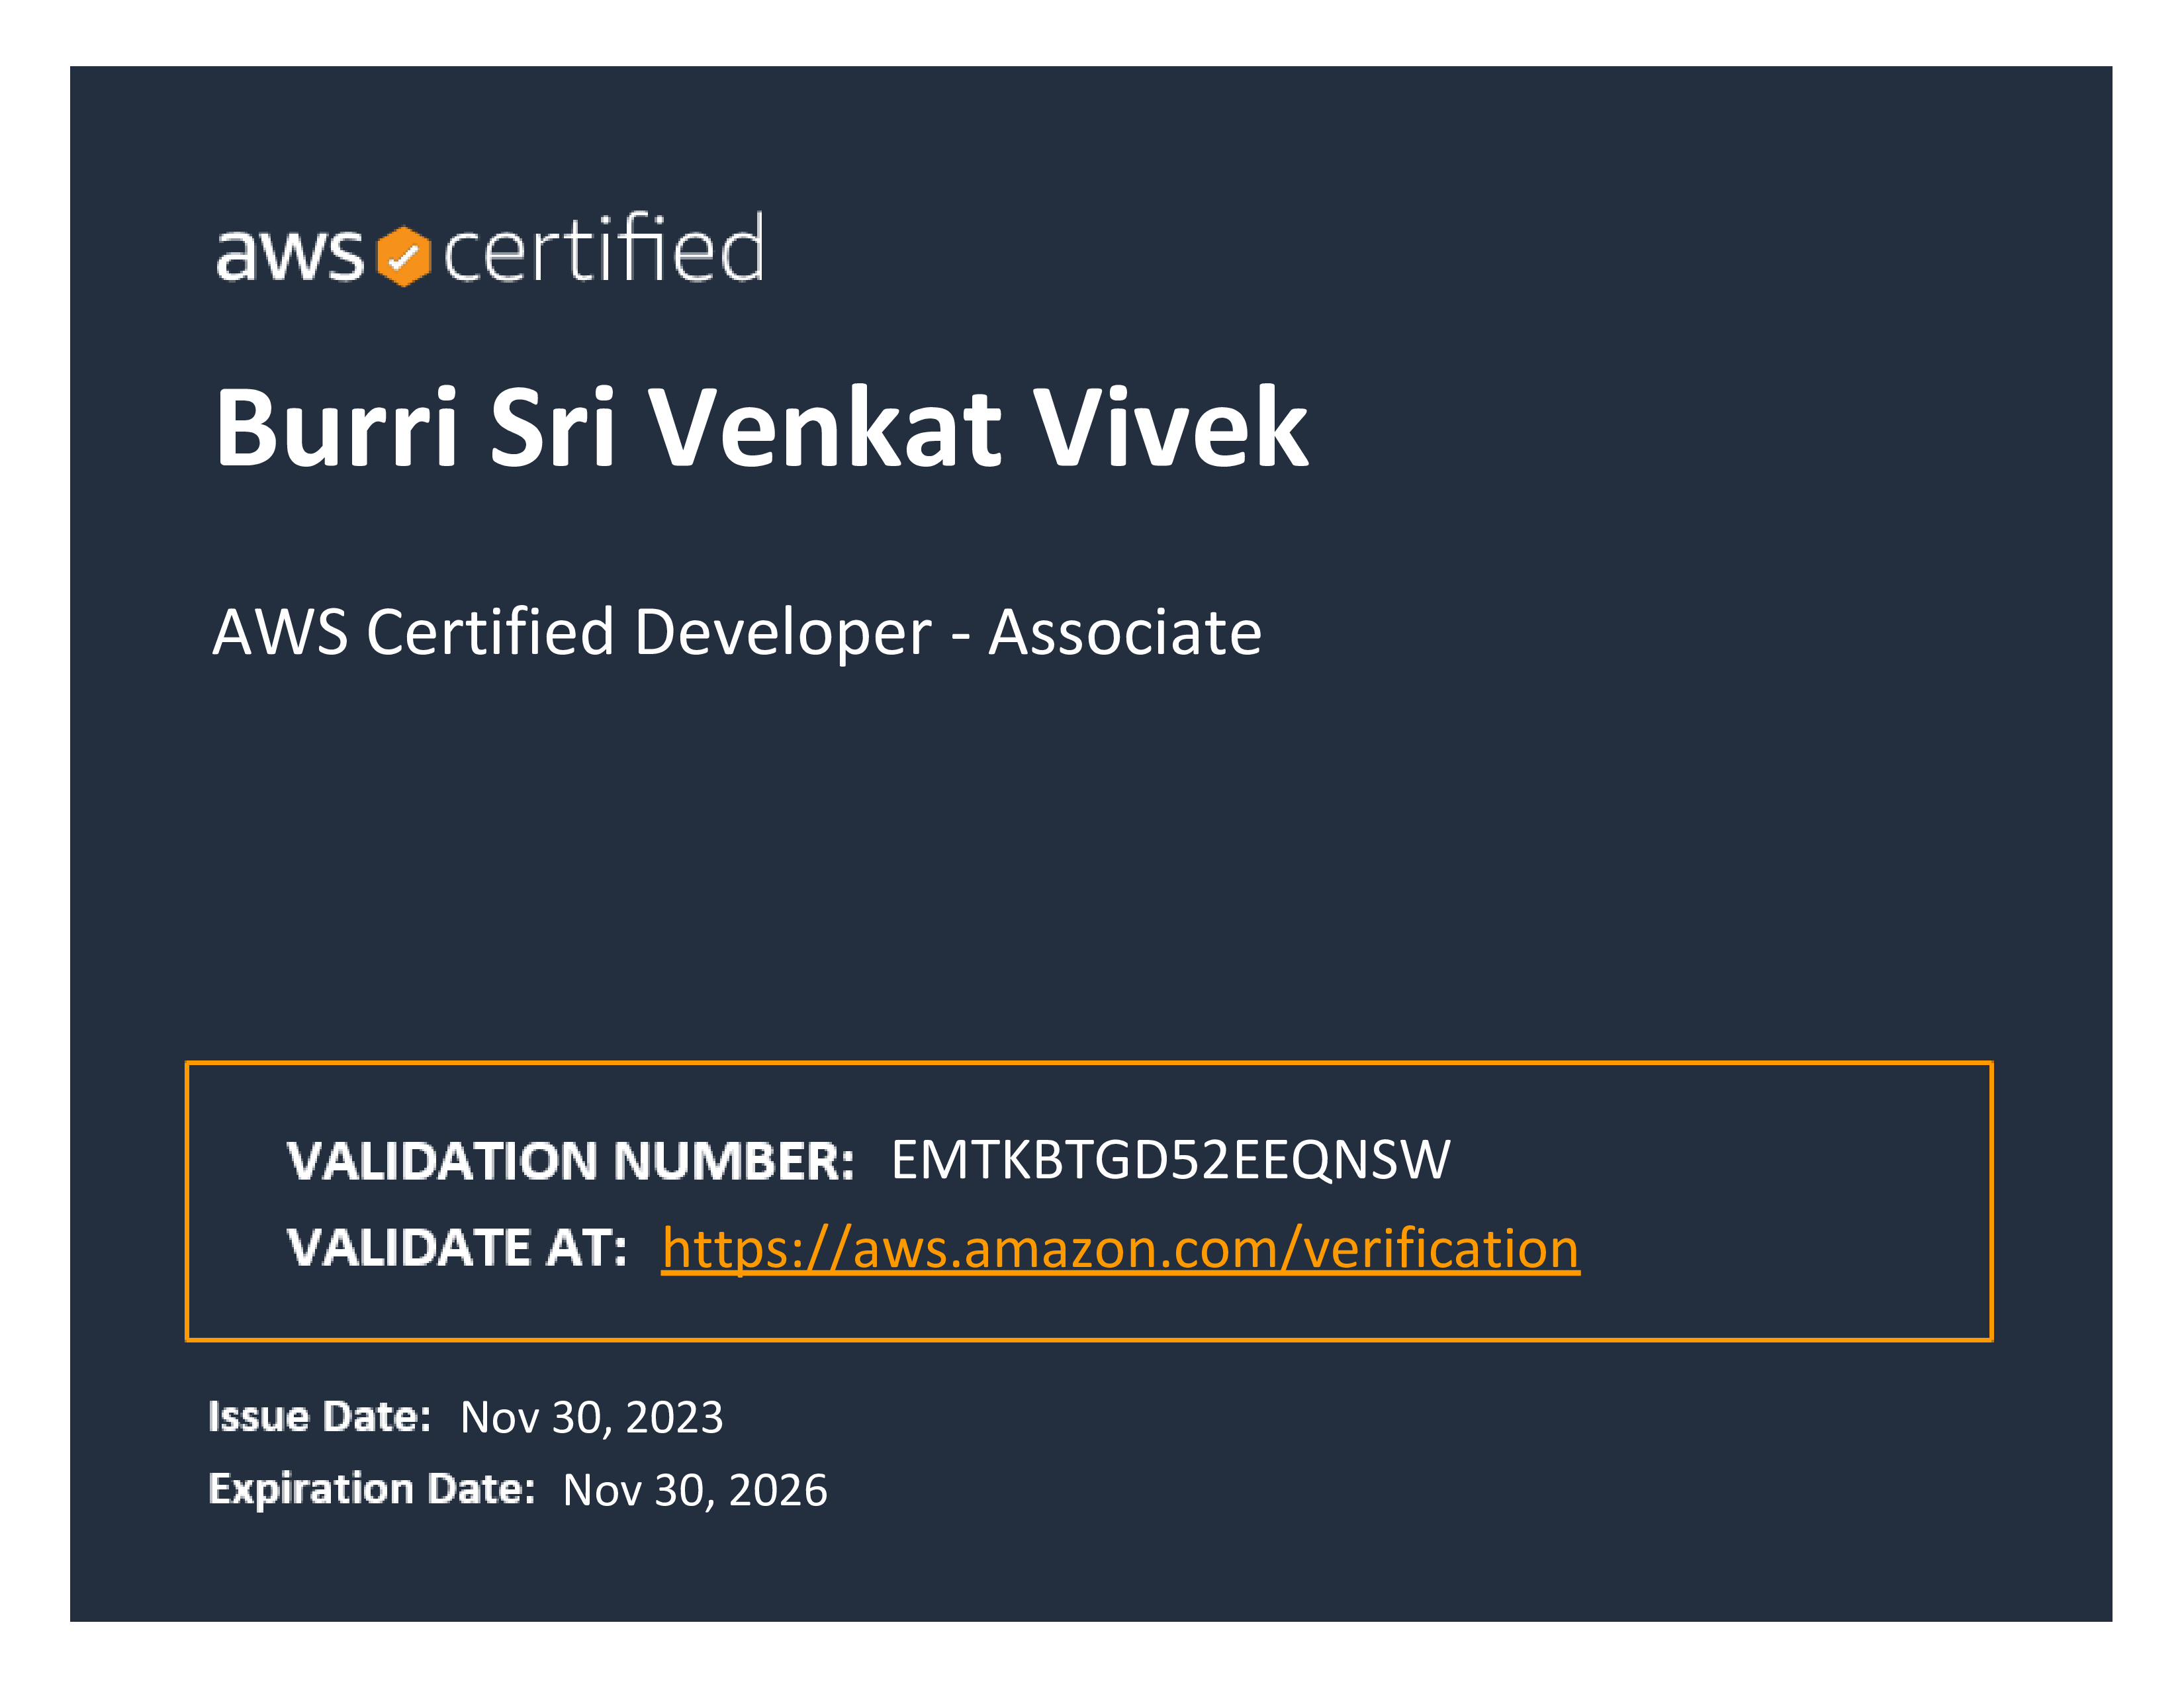 aws certified
Burri Sri Venkat Vivek
AWS Certified Developer - Associate
VALIDATION NUMBER: EMTKBTGD52EEQNSW
VALIDATE AT: https://aws.amazon.com/verification
Issue Date: Nov 30, 2023
Expiration Date: Nov 30, 2026